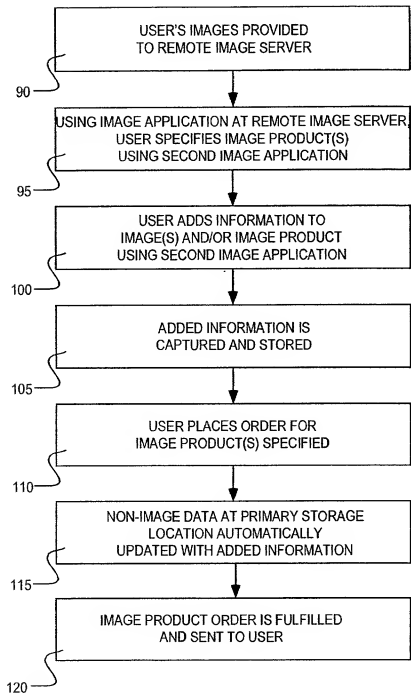 USER'S IMAGES PROVIDED
TO REMOTE IMAGE SERVER
90
USING IMAGE APPLICATION AT REMOTE IMAGE SERVER,
USER SPECIFIES IMAGE PRODUCT(S)
USING SECOND IMAGE APPLICATION
95
USER ADDS INFORMATION TO
IMAGE(S) AND/OR IMAGE PRODUCT
USING SECOND IMAGE APPLICATION
100
ADDED INFORMATION IS
CAPTURED AND STORED
105
USER PLACES ORDER FOR
IMAGE PRODUCT(S) SPECIFIED
110
NON-IMAGE DATA AT PRIMARY STORAGE
LOCATION AUTOMATICALLY
UPDATED WITH ADDED INFORMATION
115
IMAGE PRODUCT ORDER IS FULFILLED
AND SENT TO USER
120